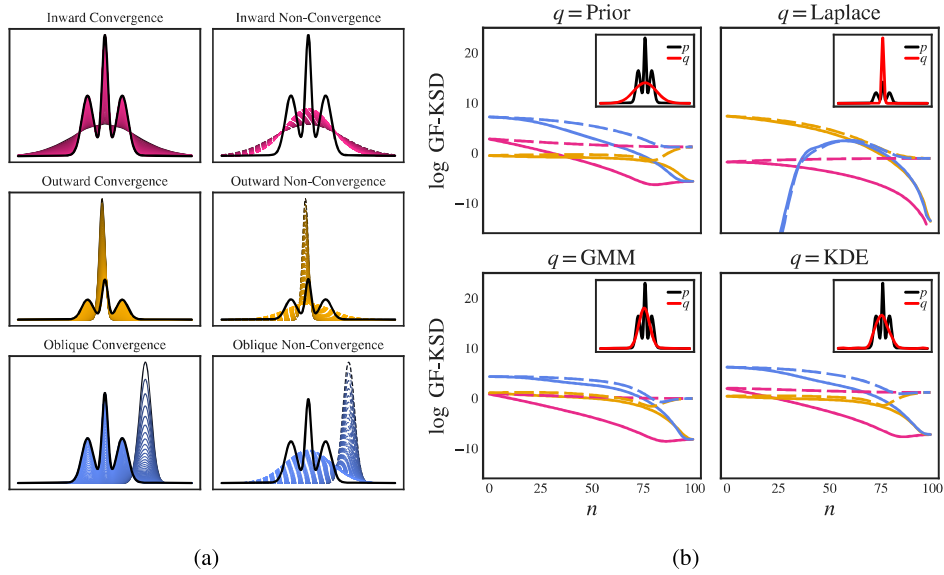 Inward Convergence
Inward Non-Convergence
Outward Convergence
Outward Non-Convergence
Oblique Convergence
Oblique Non-Convergence
(a)
q = Prior
q = Laplace
log GF-KSD
20
10
0
−10
p
q
p
q
q = GMM
q = KDE
log GF-KSD
20
10
0
−10
p
q
p
q
0 25 50 75 100
0 25 50 75 100
n
n
(b)